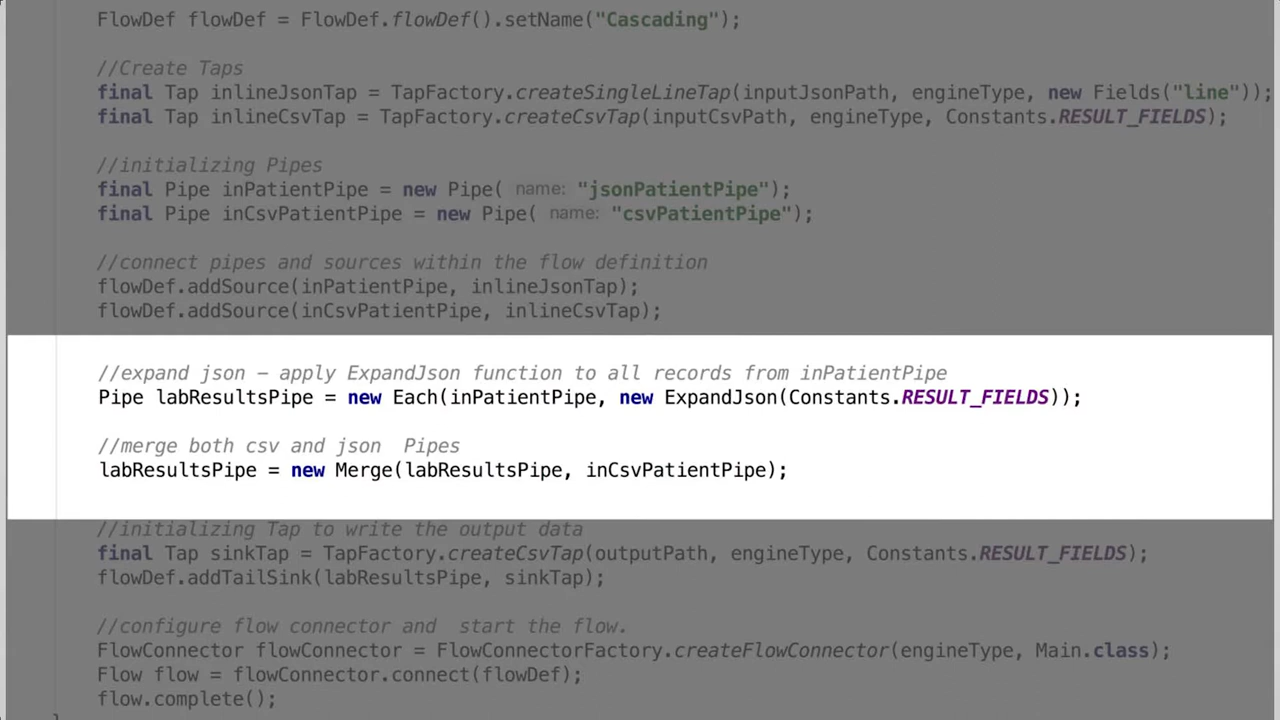 FlowDef flowDef = FlowDef.flowDef().setName("Cascading");
//Create Taps
final Tap inlineJsonTap = TapFactory.createSingleLineTap(inputJsonPath, engineType, new Fields("line"));
final Tap inlineCsvTap = TapFactory.createCsvTap(inputCsvPath, engineType, Constants.RESULT_FIELDS);
//initializing Pipes
final Pipe inPatientPipe = new Pipe( name: "jsonPatientPipe");
final Pipe inCsvPatientPipe = new Pipe( name: "csvPatientPipe");
//connect pipes and sources within the flow definition
flowDef.addSource(inPatientPipe, inlineJsonTap);
flowDef.addSource(inCsvPatientPipe, inlineCsvTap);
//expand json – apply ExpandJson function to all records from inPatientPipe
Pipe labResultsPipe = new Each(inPatientPipe, new ExpandJson(Constants.RESULT_FIELDS));
//merge both csv and json  Pipes
labResultsPipe = new Merge(labResultsPipe, inCsvPatientPipe);
//initializing Tap to write the output data
final Tap sinkTap = TapFactory.createCsvTap(outputPath, engineType, Constants.RESULT_FIELDS);
flowDef.addTailSink(labResultsPipe, sinkTap);
//configure flow connector and  start the flow.
FlowConnector flowConnector = FlowConnectorFactory.createFlowConnector(engineType, Main.class);
Flow flow = flowConnector.connect(flowDef);
flow.complete();
}